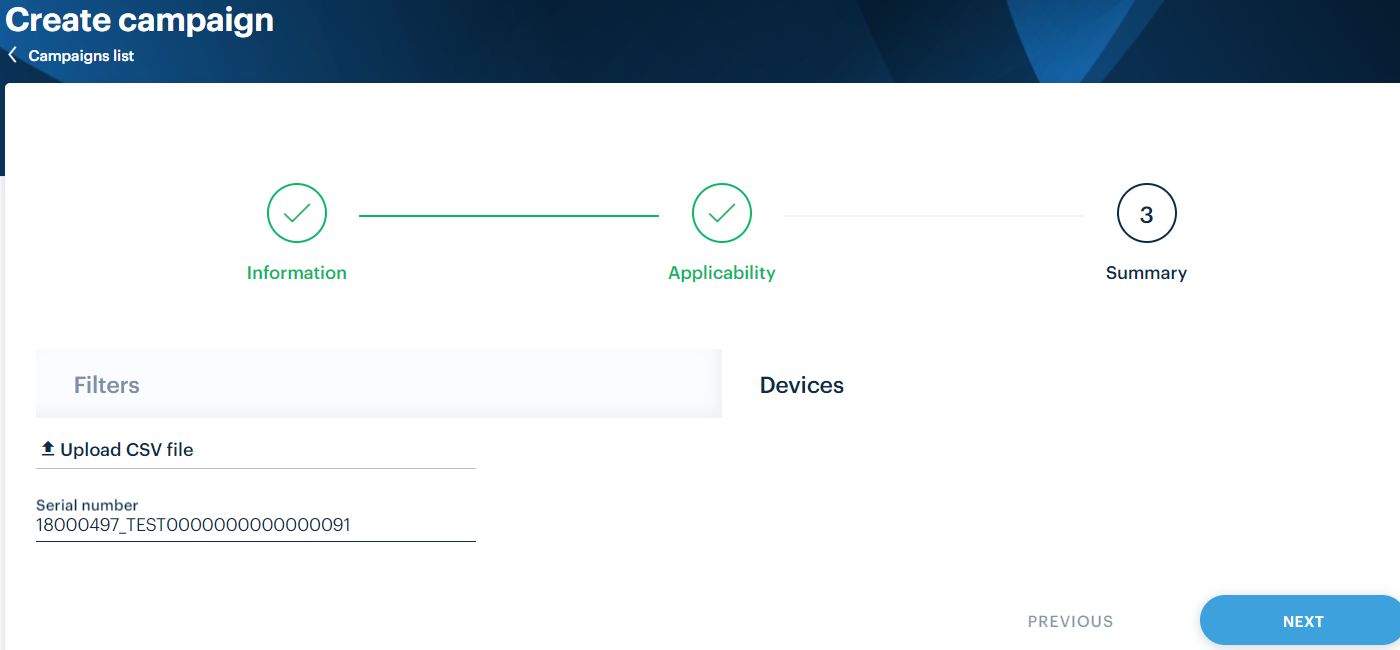 Create campaign
Campaigns list
3
Information
Applicability
Summary
Filters
Devices
Upload CSV file
Serial number
18000497_TEST0000000000000091
PREVIOUS
NEXT